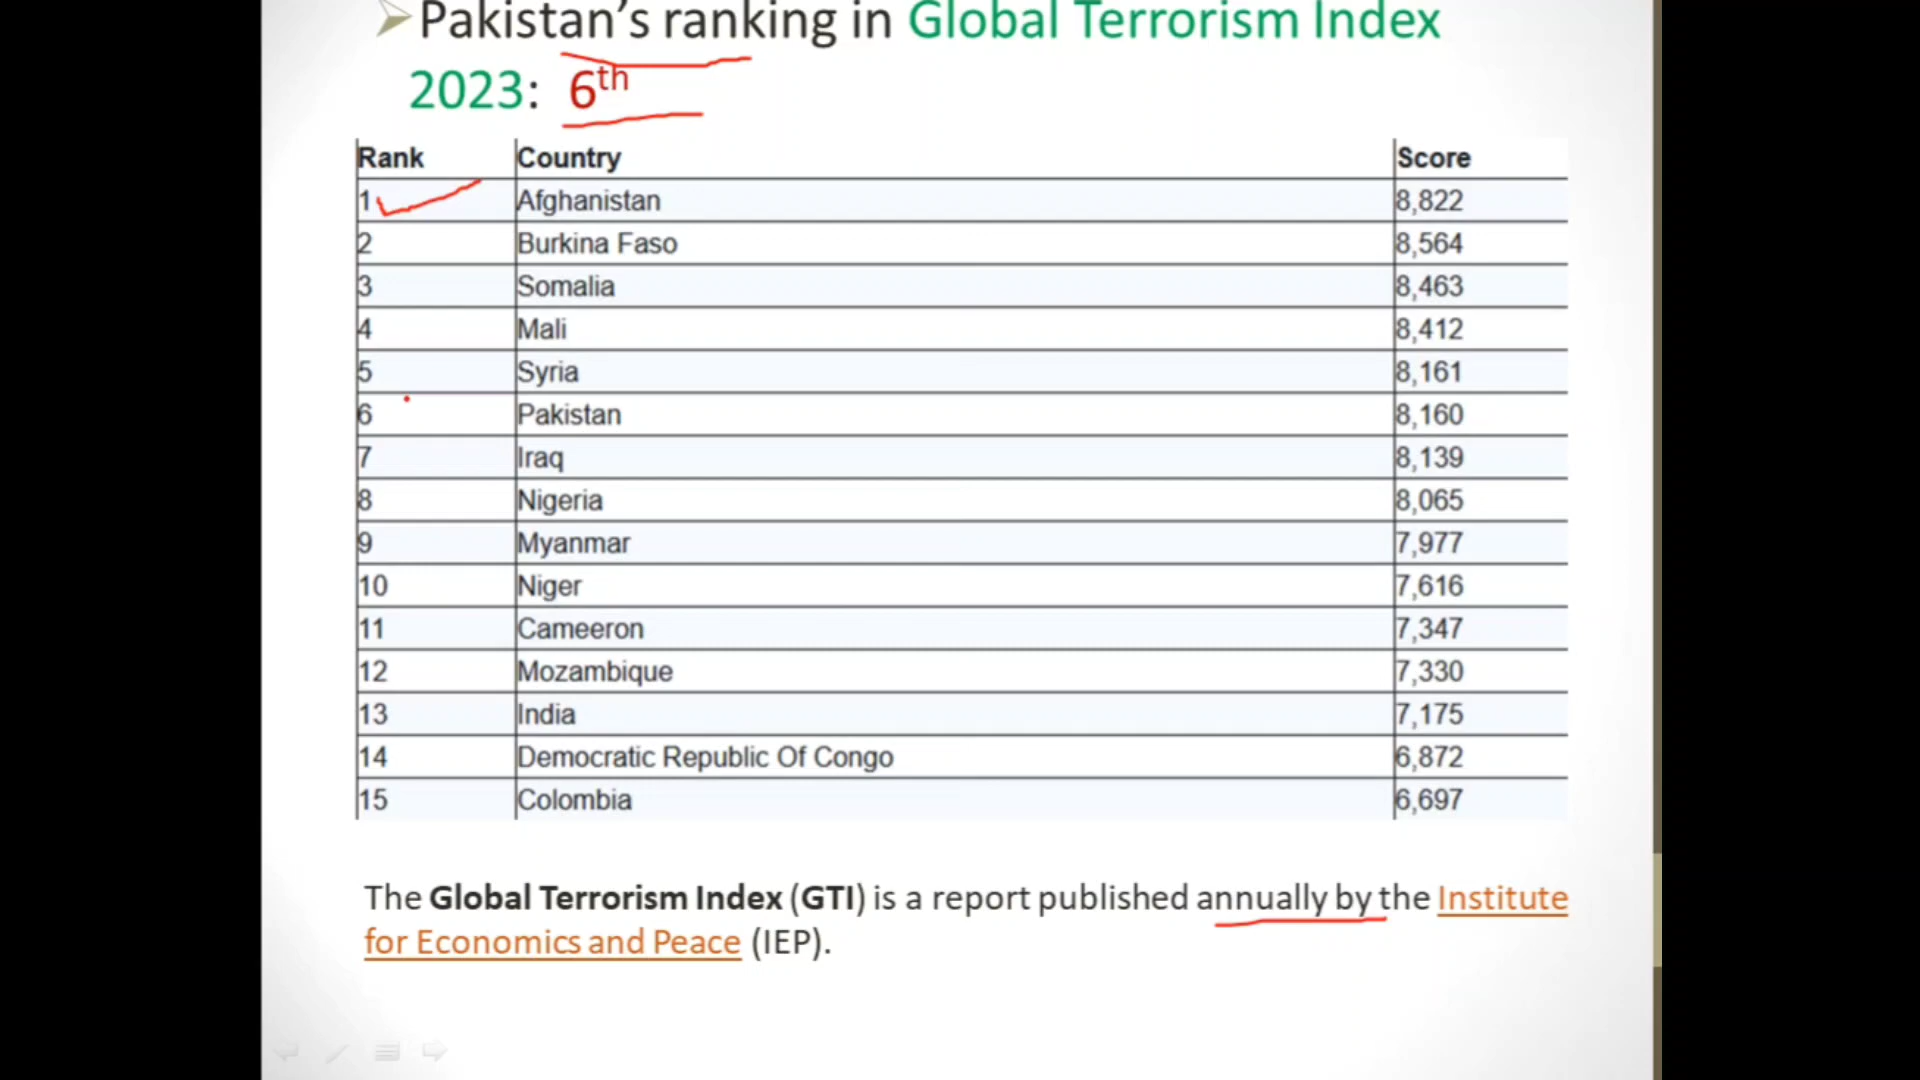 Pakistan's ranking in Global Terrorism Index
2023: 6th
Rank Country Score
1 Afghanistan 8,822
2 Burkina Faso 8,564
3 Somalia 8,463
4 Mali 8,412
5 Syria 8,161
6 Pakistan 8,160
7 Iraq 8,139
8 Nigeria 8,065
9 Myanmar 7,977
10 Niger 7,616
11 Cameeron 7,347
12 Mozambique 7,330
13 India 7,175
14 Democratic Republic Of Congo 6,872
15 Colombia 6,697
The Global Terrorism Index (GTI) is a report published annually by the Institute
for Economics and Peace (IEP).